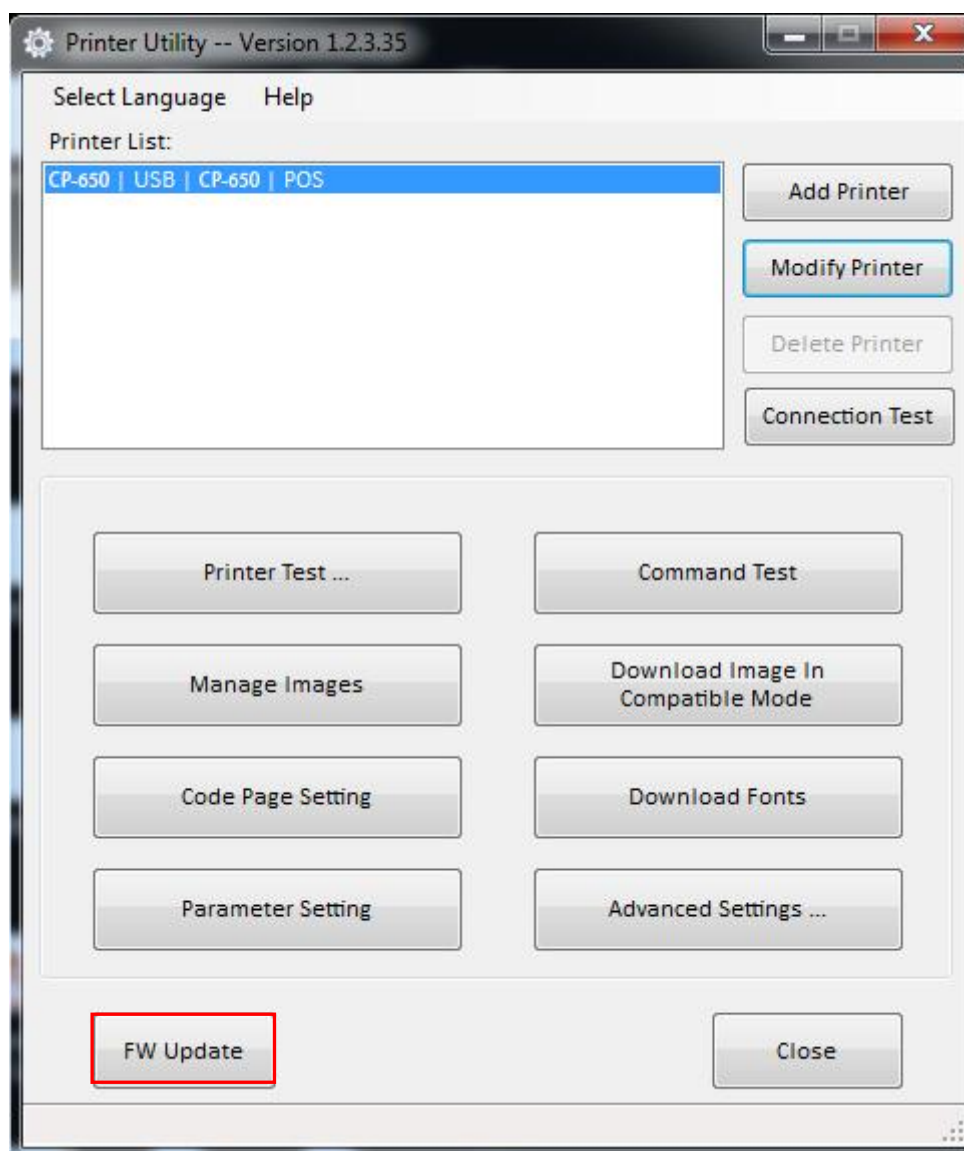 Printer Utility -- Version 1.2.3.35
Select Language Help
Printer List:
CP-650 | USB | CP-650 | POS
Add Printer
Modify Printer
Delete Printer
Connection Test
Printer Test ...
Command Test
Manage Images
Download Image In
Compatible Mode
Code Page Setting
Download Fonts
Parameter Setting
Advanced Settings ...
FW Update
Close